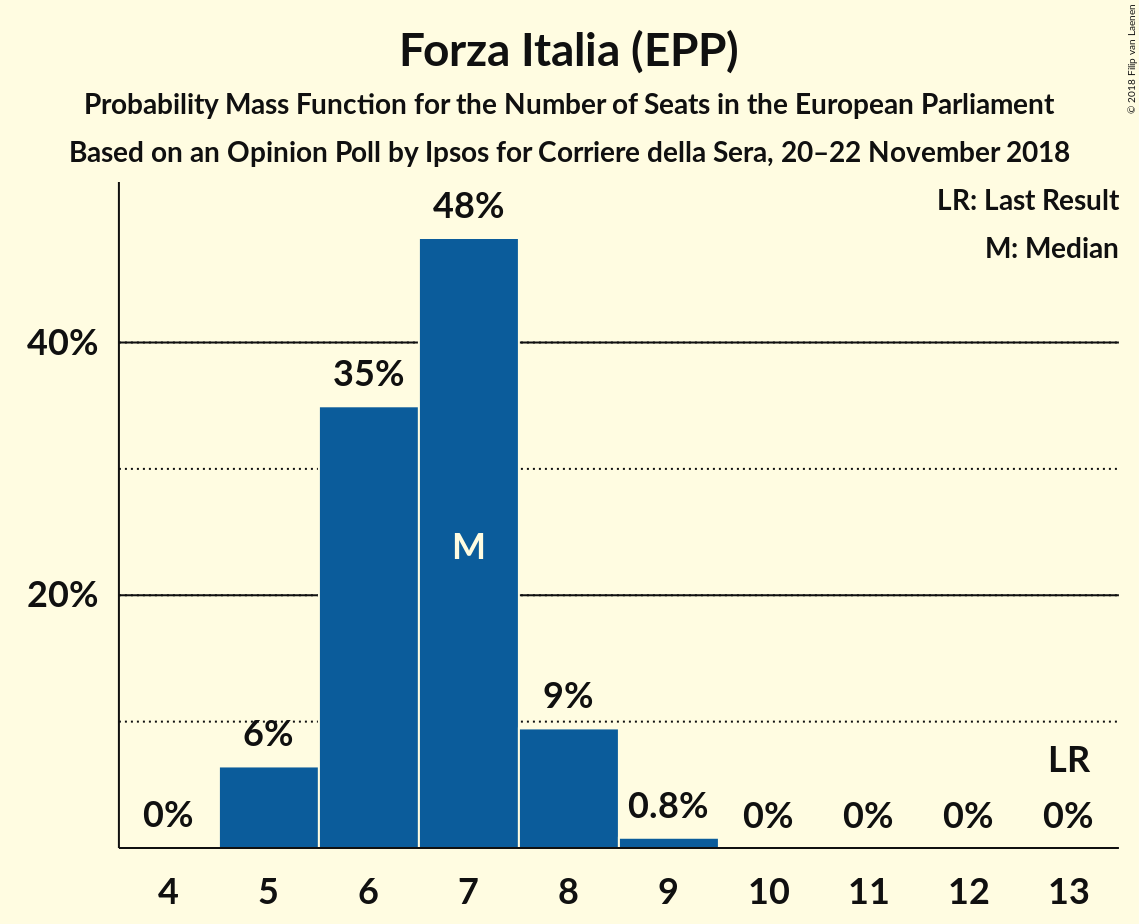 Forza Italia (EPP)
Probability Mass Function for the Number of Seats in the European Parliament
Based on an Opinion Poll by Ipsos for Corriere della Sera, 20–22 November 2018
© 2018 Filip van Laenen
LR: Last Result
M: Median
48%
40%
35%
M
20%
9%
6%
LR
0%
0.8%
0%
0%
0%
0%
4 5 6 7 8 9 10 11 12 13